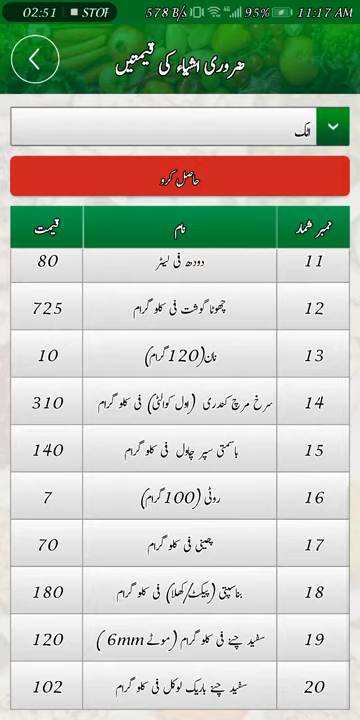 02:51 ■ STOP 578 B/s 4G 95% 11:17 AM
ضروری اشیاء کی قیمتیں
اٹک
حاصل کرو
نمبر شمار نام قیمت
11 دودھ فی لیٹر 80
12 چھوٹا گوشت فی کلو گرام 725
13 نان(120گرام) 10
14 سرخ مرچ کندری (اول کوالٹی) فی کلو گرام 310
15 باسمتی سپر چاول فی کلو گرام 140
16 روٹی (100گرام) 7
17 چینی فی کلو گرام 70
18 بناسپتی (پیکٹ/کھلا) فی کلو گرام 180
19 سفید چنے فی کلو گرام (موٹے 6mm ) 120
20 سفید چنے باریک لوکل فی کلو گرام 102